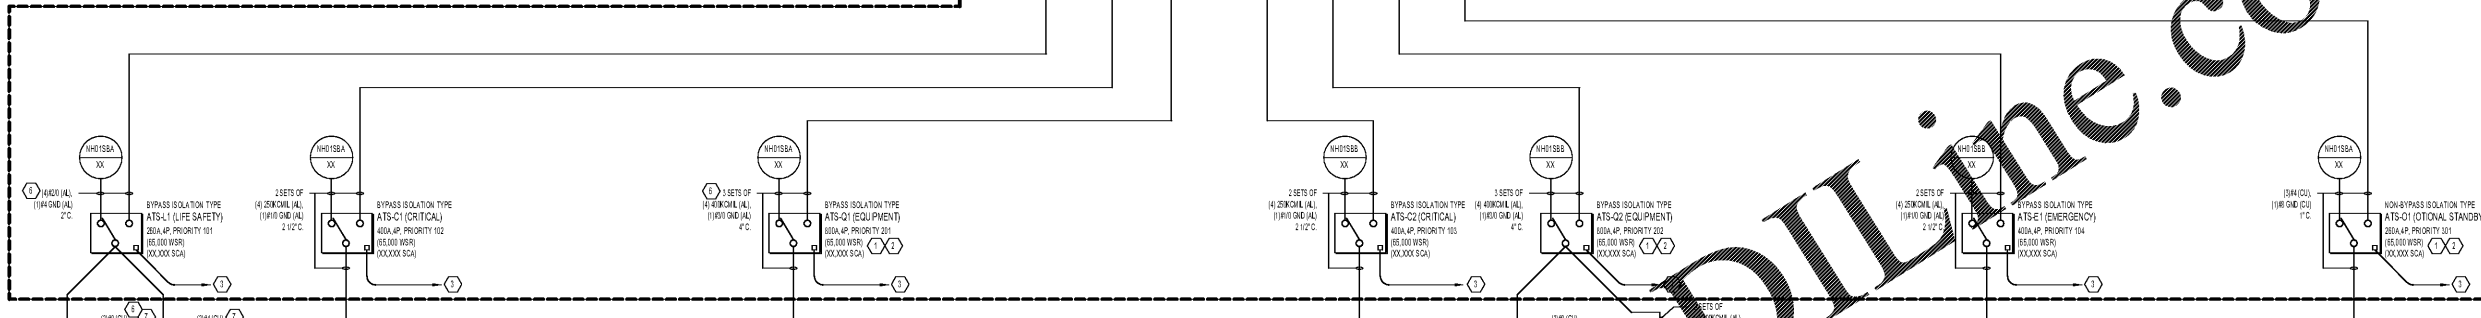 NH01SBA
XX
6
(4)#2/0 (AL),
(1)#4 GND (AL)
2" C.
BYPASS ISOLATION TYPE
ATS-L1 (LIFE SAFETY)
260A,4P, PRIORITY 101
(65,000 WSR)
(XX,XXX SCA)
3
NH01SBA
XX
2 SETS OF
(4) 250KCMIL (AL),
(1)#1/0 GND (AL)
2 1/2" C.
BYPASS ISOLATION TYPE
ATS-C1 (CRITICAL)
400A,4P, PRIORITY 102
(65,000 WSR)
(XX,XXX SCA)
3
NH01SBA
XX
6
3 SETS OF
(4) 400KCMIL (AL),
(1)#3/0 GND (AL)
4" C.
BYPASS ISOLATION TYPE
ATS-Q1 (EQUIPMENT)
800A,4P, PRIORITY 201
(65,000 WSR)
(XX,XXX SCA)
1 2
3
NH01SBB
XX
2 SETS OF
(4) 250KCMIL (AL),
(1)#1/0 GND (AL)
2 1/2" C.
BYPASS ISOLATION TYPE
ATS-C2 (CRITICAL)
400A,4P, PRIORITY 103
(65,000 WSR)
(XX,XXX SCA)
3
NH01SBB
XX
3 SETS OF
(4) 400KCMIL (AL),
(1)#3/0 GND (AL)
4" C.
BYPASS ISOLATION TYPE
ATS-Q2 (EQUIPMENT)
800A,4P, PRIORITY 202
(65,000 WSR)
(XX,XXX SCA)
1 2
NH01SBB
XX
2 SETS OF
(4) 250KCMIL (AL),
(1)#1/0 GND (AL)
2 1/2" C.
BYPASS ISOLATION TYPE
ATS-E1 (EMERGENCY)
400A,4P, PRIORITY 104
(65,000 WSR)
(XX,XXX SCA)
3
NH01SBA
XX
(3)#4 (CU),
(1)#8 GND (CU)
1" C.
NON-BYPASS ISOLATION TYPE
ATS-O1 (OTIONAL STANDBY
260A,4P, PRIORITY 301
(65,000 WSR)
(XX,XXX SCA)
1 2
3
6
7
7
SETS OF
DILine.co